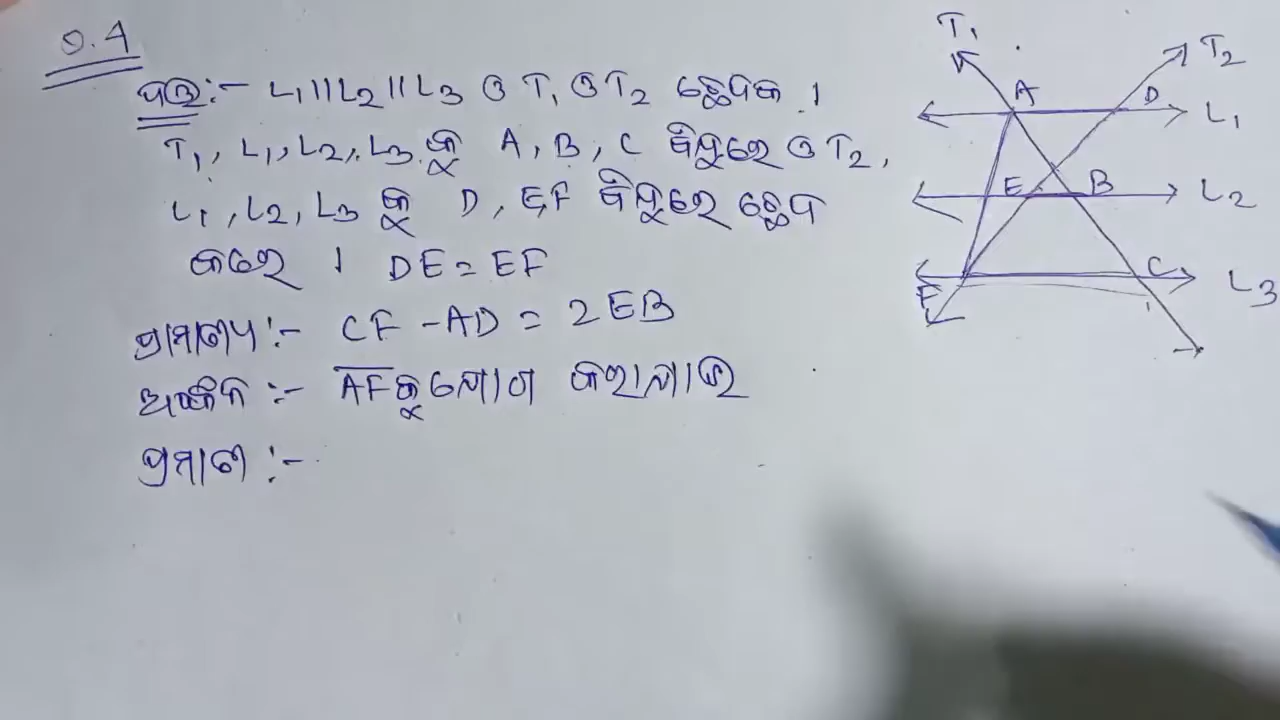 Q.4
ଦତ୍ତ :- L₁||L₂||L₃ ଓ T₁ ଓ T₂ ଛେଦକ ।
T₁, L₁, L₂, L₃ କୁ A, B, C ବିନ୍ଦୁରେ ଓ T₂,
L₁, L₂, L₃ କୁ D, E, F ବିନ୍ଦୁରେ ଛେଦ
କରେ । DE = EF
ପ୍ରାମାଣ୍ୟ :- CF - AD = 2EB
ଅଙ୍କନ :- AF କୁ ଯୋଗ କରାଯାଉ
ପ୍ରମାଣ :-
T₁
T₂
A
D
L₁
E
B
L₂
F
C
L₃